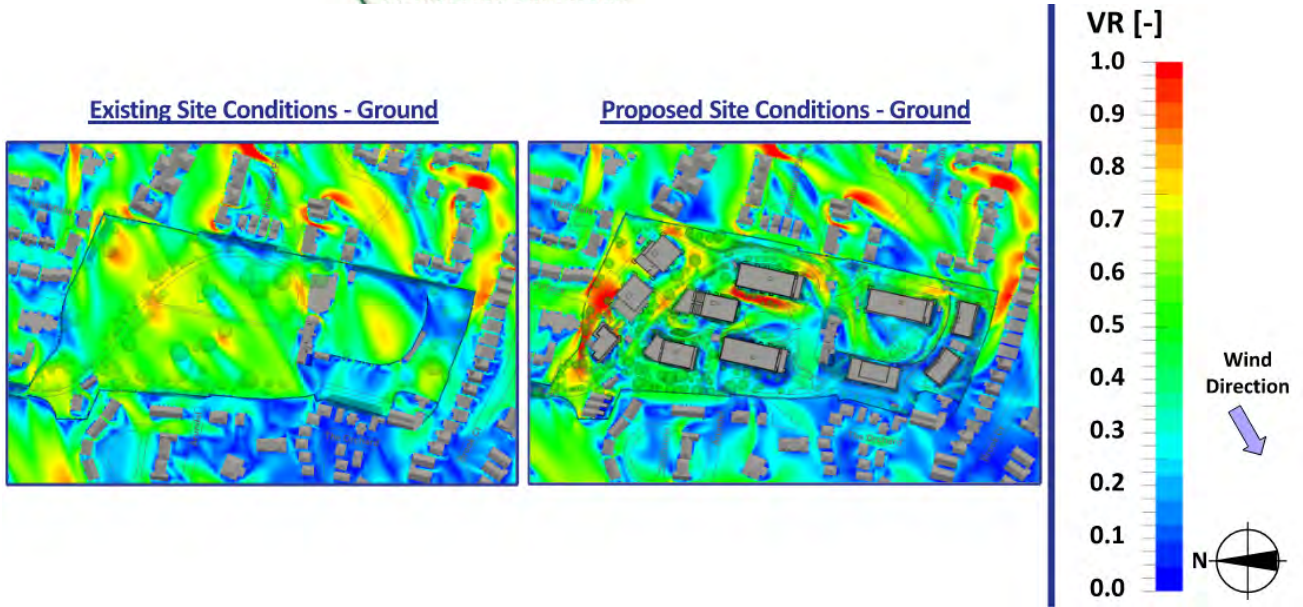 VR [-]
Existing Site Conditions - Ground
Proposed Site Conditions - Ground
1.0
0.9
0.8
0.7
0.6
0.5
0.4
0.3
0.2
0.1
0.0
Wind
Direction
N